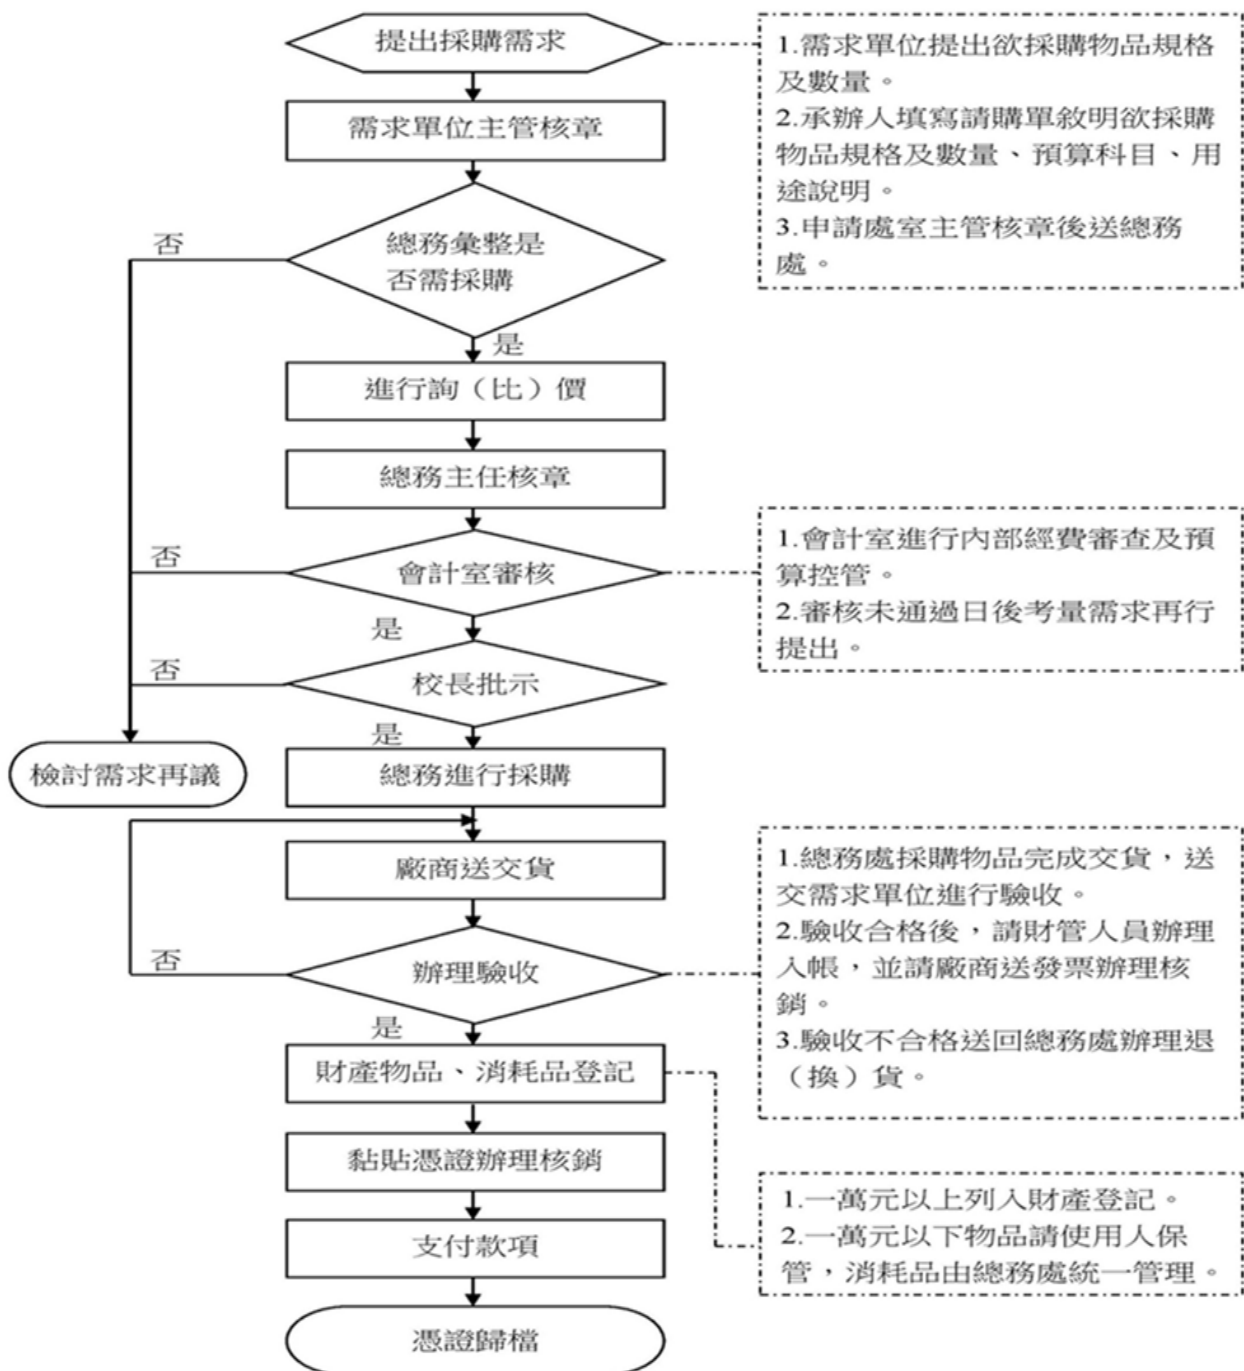 提出採購需求
1.需求單位提出欲採購物品規格
及數量。
2.承辦人填寫請購單敘明欲採購
物品規格及數量、預算科目、用
途說明。
3.申請處室主管核章後送總務
處。
需求單位主管核章
總務彙整是
否需採購
否
是
進行詢（比）價
總務主任核章
會計室審核
否
是
1.會計室進行內部經費審查及預
算控管。
2.審核未通過日後考量需求再行
提出。
校長批示
否
是
檢討需求再議
總務進行採購
廠商送交貨
辦理驗收
否
是
1.總務處採購物品完成交貨，送
交需求單位進行驗收。
2.驗收合格後，請財管人員辦理
入帳，並請廠商送發票辦理核
銷。
3.驗收不合格送回總務處辦理退
（換）貨。
財產物品、消耗品登記
黏貼憑證辦理核銷
1.一萬元以上列入財產登記。
2.一萬元以下物品請使用人保
管，消耗品由總務處統一管理。
支付款項
憑證歸檔